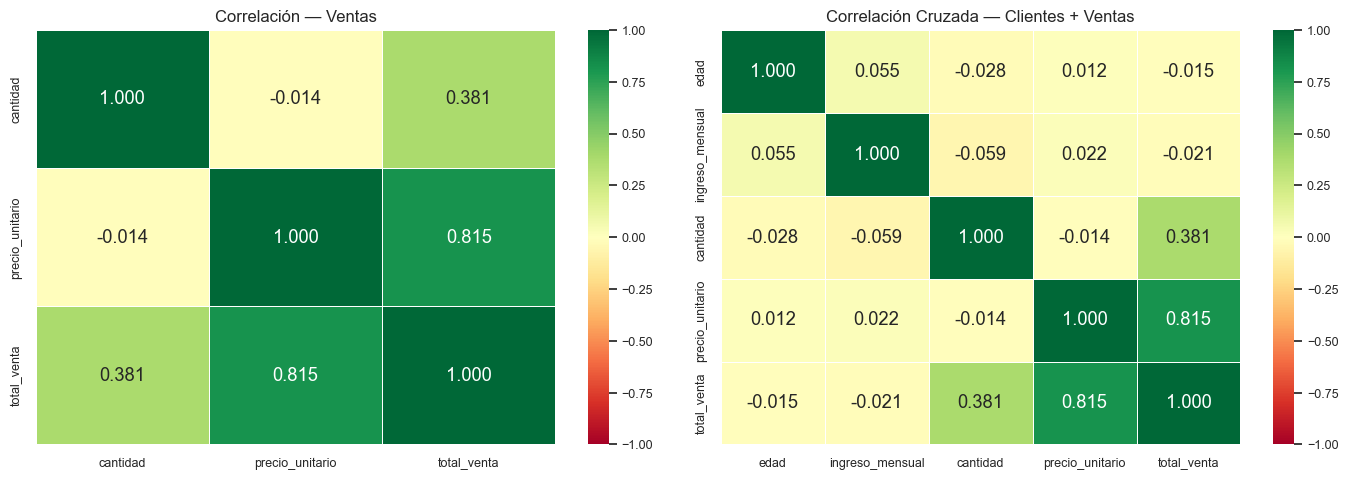 Correlación — Ventas
cantidad
1.000 -0.014 0.381
precio_unitario
-0.014 1.000 0.815
total_venta
0.381 0.815 1.000
cantidad precio_unitario total_venta
1.00
0.75
0.50
0.25
0.00
−0.25
−0.50
−0.75
−1.00
Correlación Cruzada — Clientes + Ventas
edad
1.000 0.055 -0.028 0.012 -0.015
ingreso_mensual
0.055 1.000 -0.059 0.022 -0.021
cantidad
-0.028 -0.059 1.000 -0.014 0.381
precio_unitario
0.012 0.022 -0.014 1.000 0.815
total_venta
-0.015 -0.021 0.381 0.815 1.000
edad ingreso_mensual cantidad precio_unitario total_venta
1.00
0.75
0.50
0.25
0.00
−0.25
−0.50
−0.75
−1.00